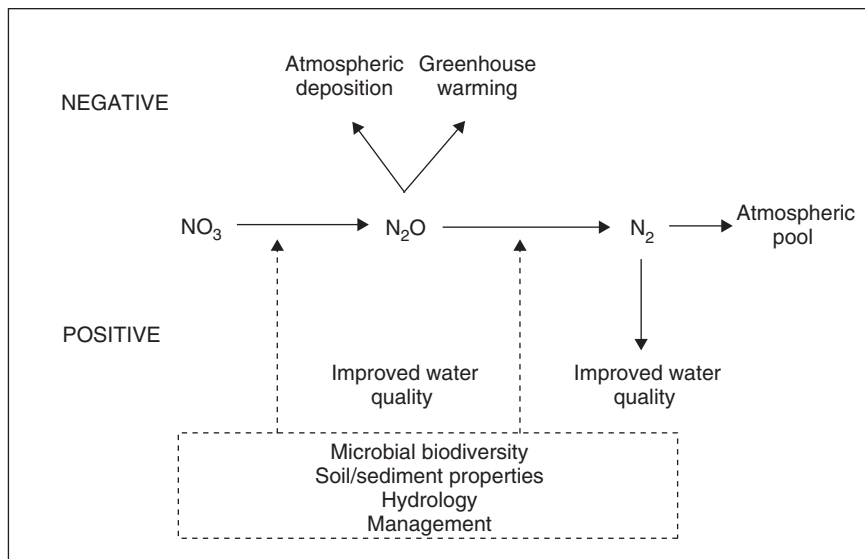 Atmospheric deposition
Greenhouse warming
NEGATIVE
NO₃
N₂O
N₂
Atmospheric pool
POSITIVE
Improved water quality
Improved water quality
Microbial biodiversity
Soil/sediment properties
Hydrology
Management